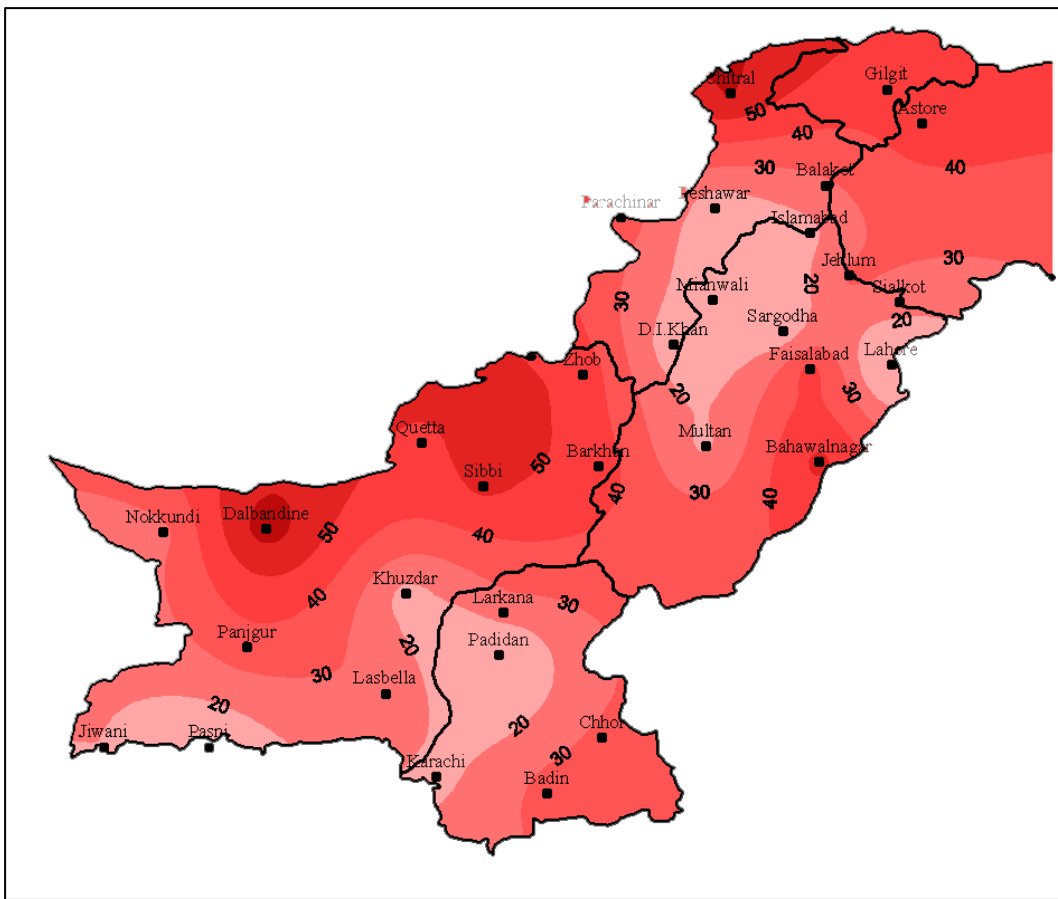 Chitral
Gilgit
50
Astore
40
30
40
Balakot
Parachinar
Peshawar
Islamabad
30
Jehlum
20
Mianwali
30
Sialkot
20
Sargodha
D.I.Khan
Faisalabad
Lahore
Zhob
20
30
Quetta
Multan
Bahawalnagar
Barkhan
50
Sibbi
40
30
40
Nokkundi
Dalbandine
50
40
Khuzdar
40
Larkana
30
Panjgur
20
Padidan
30
Lasbella
20
20
Jiwani
Pasni
Chhor
30
Karachi
Badin